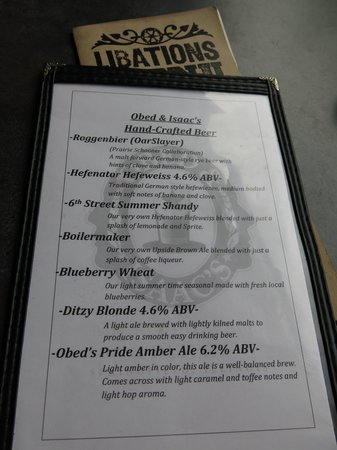 LIBATIONS
Obed & Isaac's
Hand-Crafted Beer
-Roggenbier (OarSlayer)
(Prairie Schooner Collaboration)
A malt forward German-style rye beer with
hints of clove and banana.
-Hefenator Hefeweiss 4.6% ABV-
Traditional German style hefeweizen, medium bodied
with soft notes of banana and clove.
-6th Street Summer Shandy
Our very own Hefenator Hefeweiss blended with just a
splash of lemonade and Sprite.
-Boilermaker
Our very own Upside Brown Ale blended with just a
splash of coffee liqueur.
-Blueberry Wheat
Our light summer time seasonal made with fresh local
blueberries.
-Ditzy Blonde 4.6% ABV-
A light ale brewed with lightly kilned malts to
produce a smooth easy drinking beer.
-Obed's Pride Amber Ale 6.2% ABV-
Light amber in color, this ale is a well-balanced brew.
Comes across with light caramel and toffee notes and
light hop aroma.